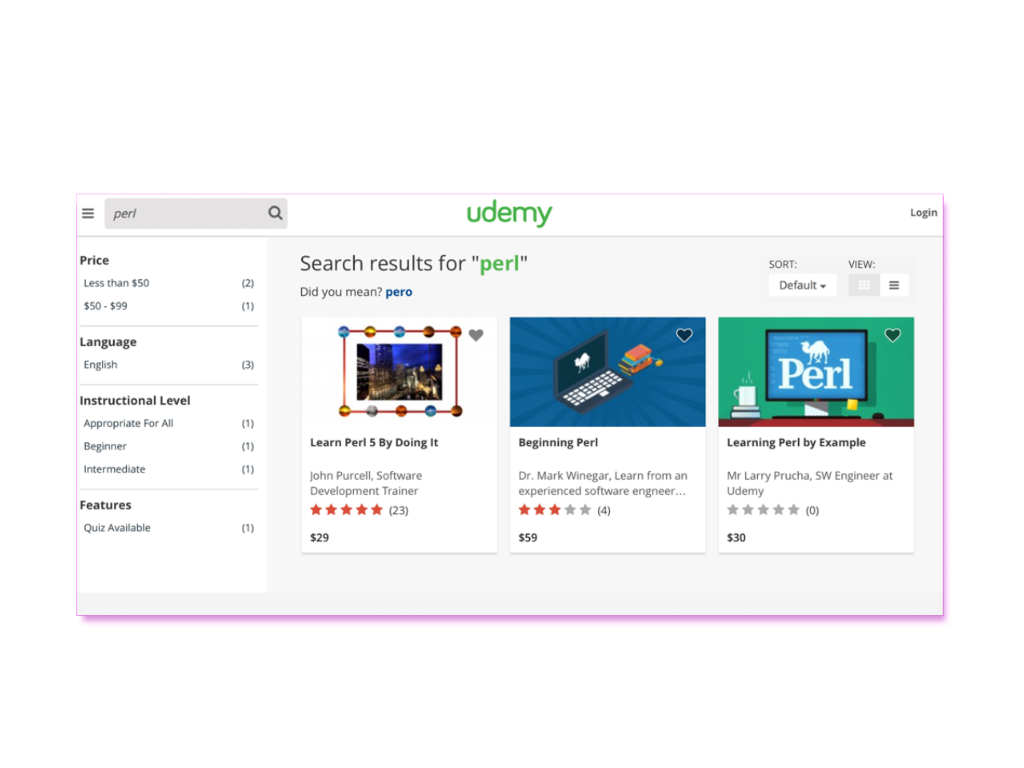 perl
udemy
Login
Price
Less than $50 (2)
$50 - $99 (1)
Language
English (3)
Instructional Level
Appropriate For All (1)
Beginner (1)
Intermediate (1)
Features
Quiz Available (1)
Search results for "perl"
Did you mean? pero
SORT:
Default
VIEW:
Learn Perl 5 By Doing It
John Purcell, Software
Development Trainer
(23)
$29
Beginning Perl
Dr. Mark Winegar, Learn from an
experienced software engneer…
(4)
$59
Perl
Learning Perl by Example
Mr Larry Prucha, SW Engineer at
Udemy
(0)
$30